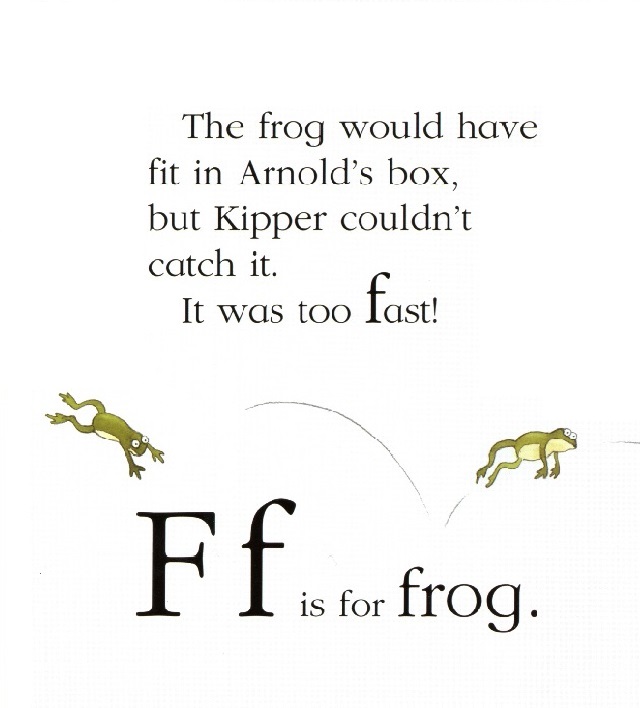 The frog would have
fit in Arnold's box,
but Kipper couldn't
catch it.
It was too fast!
Ff is for frog.